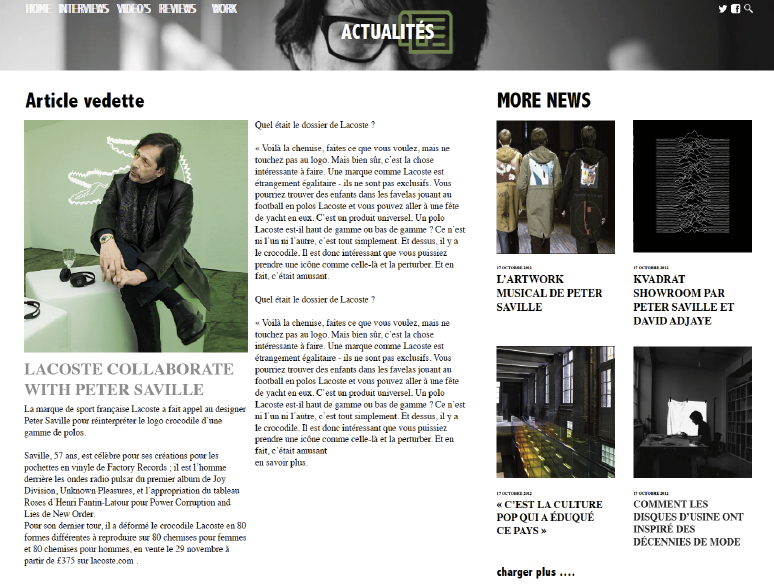 HOME INTERVIEWS VIDEO'S REVIEWS WORK
ACTUALITÉS
Article vedette
LACOSTE COLLABORATE
WITH PETER SAVILLE
La marque de sport française Lacoste a fait appel au designer
Peter Saville pour réinterpréter le logo crocodile d'une
gamme de polos.
Saville, 57 ans, est célèbre pour ses créations pour les
pochettes en vinyle de Factory Records ; il est l'homme
derrière les ondes radio pulsar du premier album de Joy
Division, Unknown Pleasures, et l'appropriation du tableau
Roses d'Henri Fantin-Latour pour Power Corruption and
Lies de New Order.
Pour son dernier tour, il a déformé le crocodile Lacoste en 80
formes différentes à reproduire sur 80 chemises pour femmes
et 80 chemises pour hommes, en vente le 29 novembre à
partir de £375 sur lacoste.com .
Quel était le dossier de Lacoste ?
« Voilà la chemise, faites ce que vous voulez, mais ne
touchez pas au logo. Mais bien sûr, c'est la chose
intéressante à faire. Une marque comme Lacoste est
étrangement égalitaire - ils ne sont pas exclusifs. Vous
pourriez trouver des enfants dans les favelas jouant au
football en polos Lacoste et vous pouvez aller à une fête
de yacht en eux. C'est un produit universel. Un polo
Lacoste est-il haut de gamme ou bas de gamme ? Ce n'est
ni l'un ni l'autre, c'est tout simplement. Et dessus, il y a
le crocodile. Il est donc intéressant que vous puissiez
prendre une icône comme celle-là et la perturber. Et en
fait, c'était amusant.
Quel était le dossier de Lacoste ?
« Voilà la chemise, faites ce que vous voulez, mais ne
touchez pas au logo. Mais bien sûr, c'est la chose
intéressante à faire. Une marque comme Lacoste est
étrangement égalitaire - ils ne sont pas exclusifs. Vous
pourriez trouver des enfants dans les favelas jouant au
football en polos Lacoste et vous pouvez aller à une fête
de yacht en eux. C'est un produit universel. Un polo
Lacoste est-il haut de gamme ou bas de gamme ? Ce n'est
ni l'un ni l'autre, c'est tout simplement. Et dessus, il y a
le crocodile. Il est donc intéressant que vous puissiez
prendre une icône comme celle-là et la perturber. Et en
fait, c'était amusant
en savoir plus.
MORE NEWS
17 OCTOBRE 2012
L'ARTWORK
MUSICAL DE PETER
SAVILLE
17 OCTOBRE 2012
KVADRAT
SHOWROOM PAR
PETER SAVILLE ET
DAVID ADJAYE
17 OCTOBRE 2012
« C'EST LA CULTURE
POP QUI A ÉDUQUÉ
CE PAYS »
17 OCTOBRE 2012
COMMENT LES
DISQUES D'USINE ONT
INSPIRÉ DES
DÉCENNIES DE MODE
charger plus ....